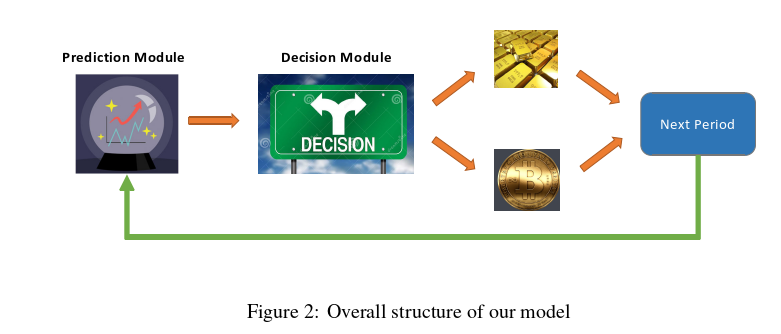 Prediction Module
Decision Module
DECISION
B
Next Period
Figure 2: Overall structure of our model